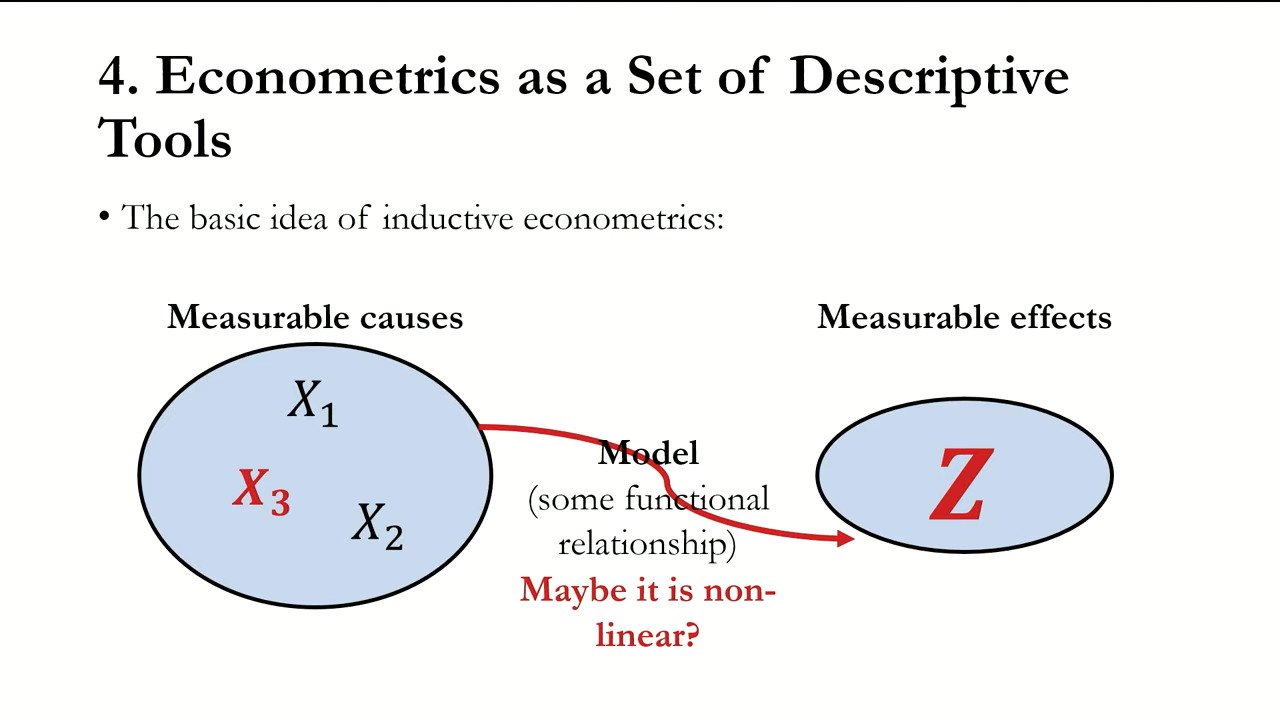 4. Econometrics as a Set of Descriptive
Tools
• The basic idea of inductive econometrics:
Measurable causes
Measurable effects
X₁
X₃
X₂
Model
(some functional
relationship)
Maybe it is non-
linear?
Z